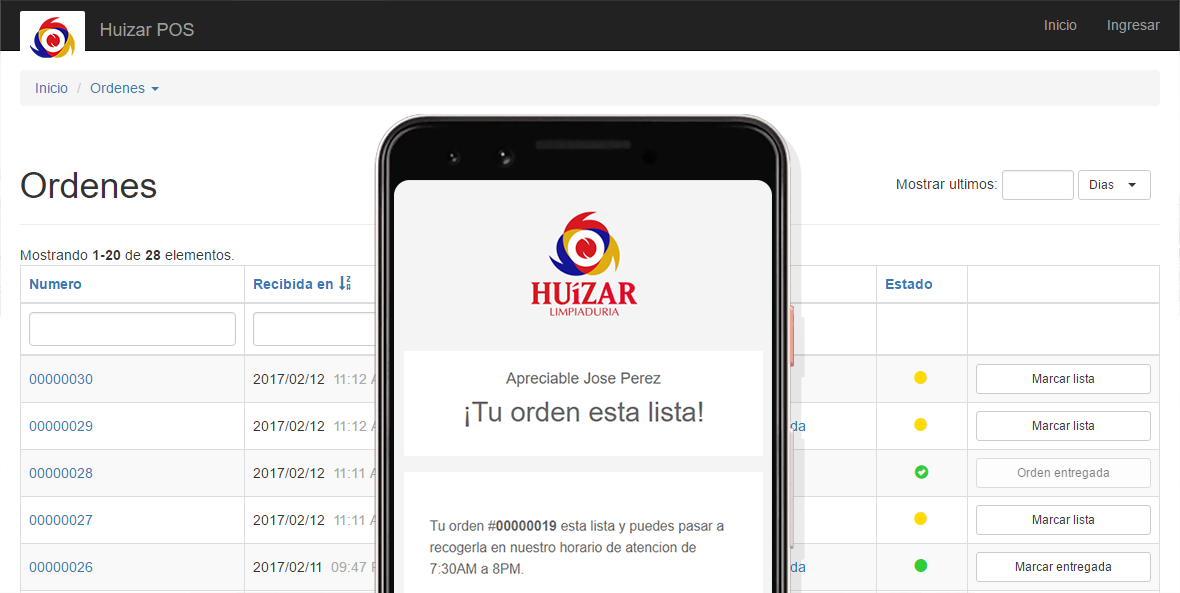 Huizar POS
Inicio
Ingresar
Inicio / Ordenes
Ordenes
Mostrar ultimos:
Dias
Mostrando 1-20 de 28 elementos.
Numero
Recibida en
Estado
00000030
2017/02/12 11:12
Marcar lista
00000029
2017/02/12 11:12
Marcar lista
00000028
2017/02/12 11:11
Orden entregada
00000027
2017/02/12 11:11
Marcar lista
00000026
2017/02/11 09:47
Marcar entregada
HUíZAR
LIMPIADURIA
Apreciable Jose Perez
¡Tu orden esta lista!
Tu orden #00000019 esta lista y puedes pasar a
recogerla en nuestro horario de atencion de
7:30AM a 8PM.